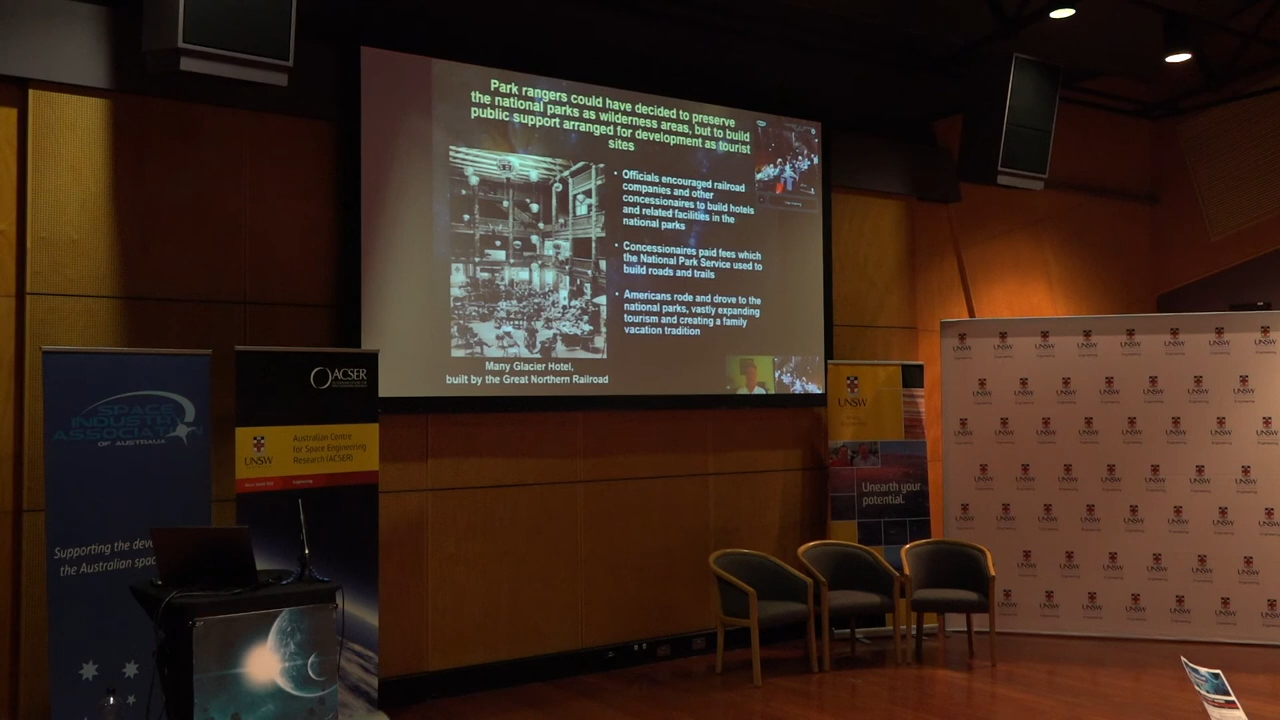 Park rangers could have decided to preserve
the national parks as wilderness areas, but to build
public support arranged for development as tourist
sites
• Officials encouraged railroad
companies and other
concessionaires to build hotels
and related facilities in the
national parks
• Concessionaires paid fees which
the National Park Service used to
build roads and trails
• Americans rode and drove to the
national parks, vastly expanding
tourism and creating a family
vacation tradition
Many Glacier Hotel,
built by the Great Northern Railroad
SPACE
INDUSTRY
ASSOCIATION
OF AUSTRALIA
Supporting the deve
the Australian spac
ACSER
UNSW
Australian Centre
for Space Engineering
Research (ACSER)
Engineering
UNSW
Unearth your
potential.
UNSW
Engineering